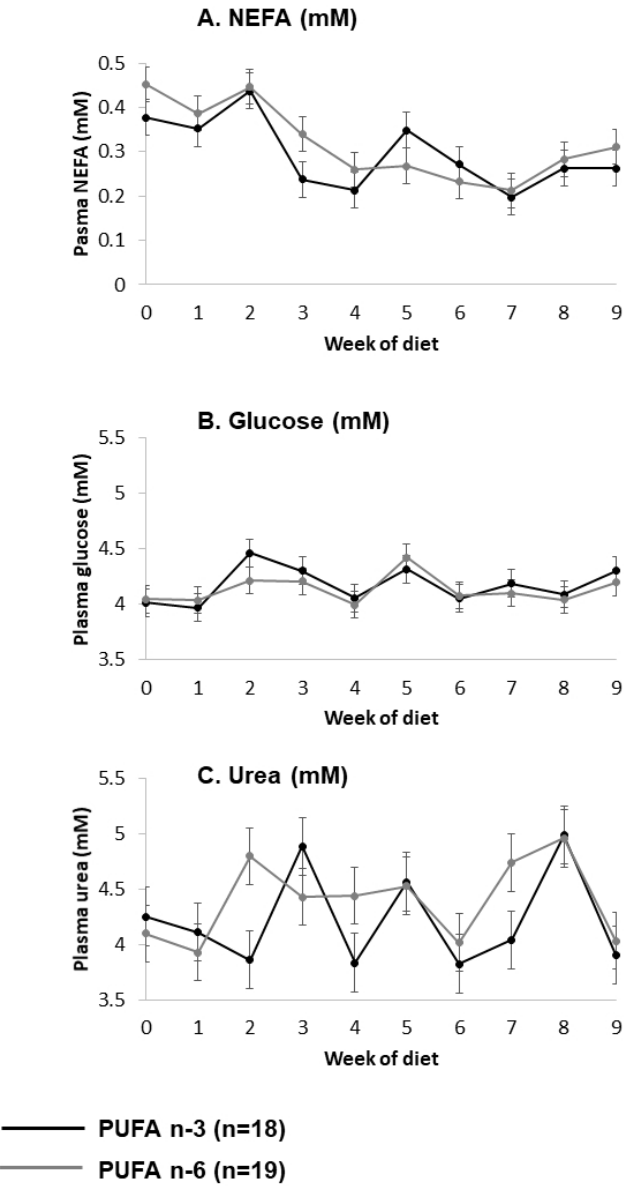 A. NEFA (mM)
Pasma NEFA (mM)
0.5
0.4
0.3
0.2
0.1
0
0 1 2 3 4 5 6 7 8 9
Week of diet
B. Glucose (mM)
Plasma glucose (mM)
5.5
5
4.5
4
3.5
0 1 2 3 4 5 6 7 8 9
Week of diet
C. Urea (mM)
Plasma urea (mM)
5.5
5
4.5
4
3.5
0 1 2 3 4 5 6 7 8 9
Week of diet
PUFA n-3 (n=18)
PUFA n-6 (n=19)